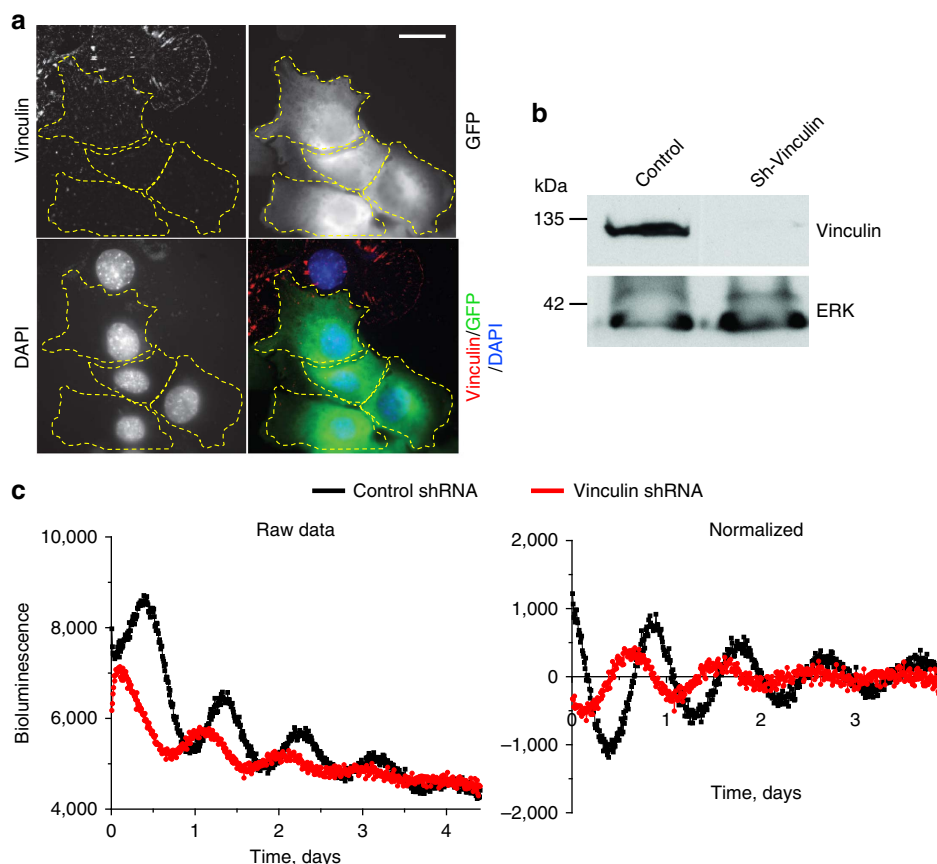 a
Vinculin
GFP
DAPI
Vinculin/GFP
/DAPI
b
Control
Sh-Vinculin
kDa
135
Vinculin
42
ERK
c
Control shRNA
Vinculin shRNA
Raw data
10,000
8,000
6,000
4,000
Bioluminescence
0
1
2
3
4
Time, days
Normalized
2,000
1,000
0
−1,000
−2,000
0
1
2
3
Time, days